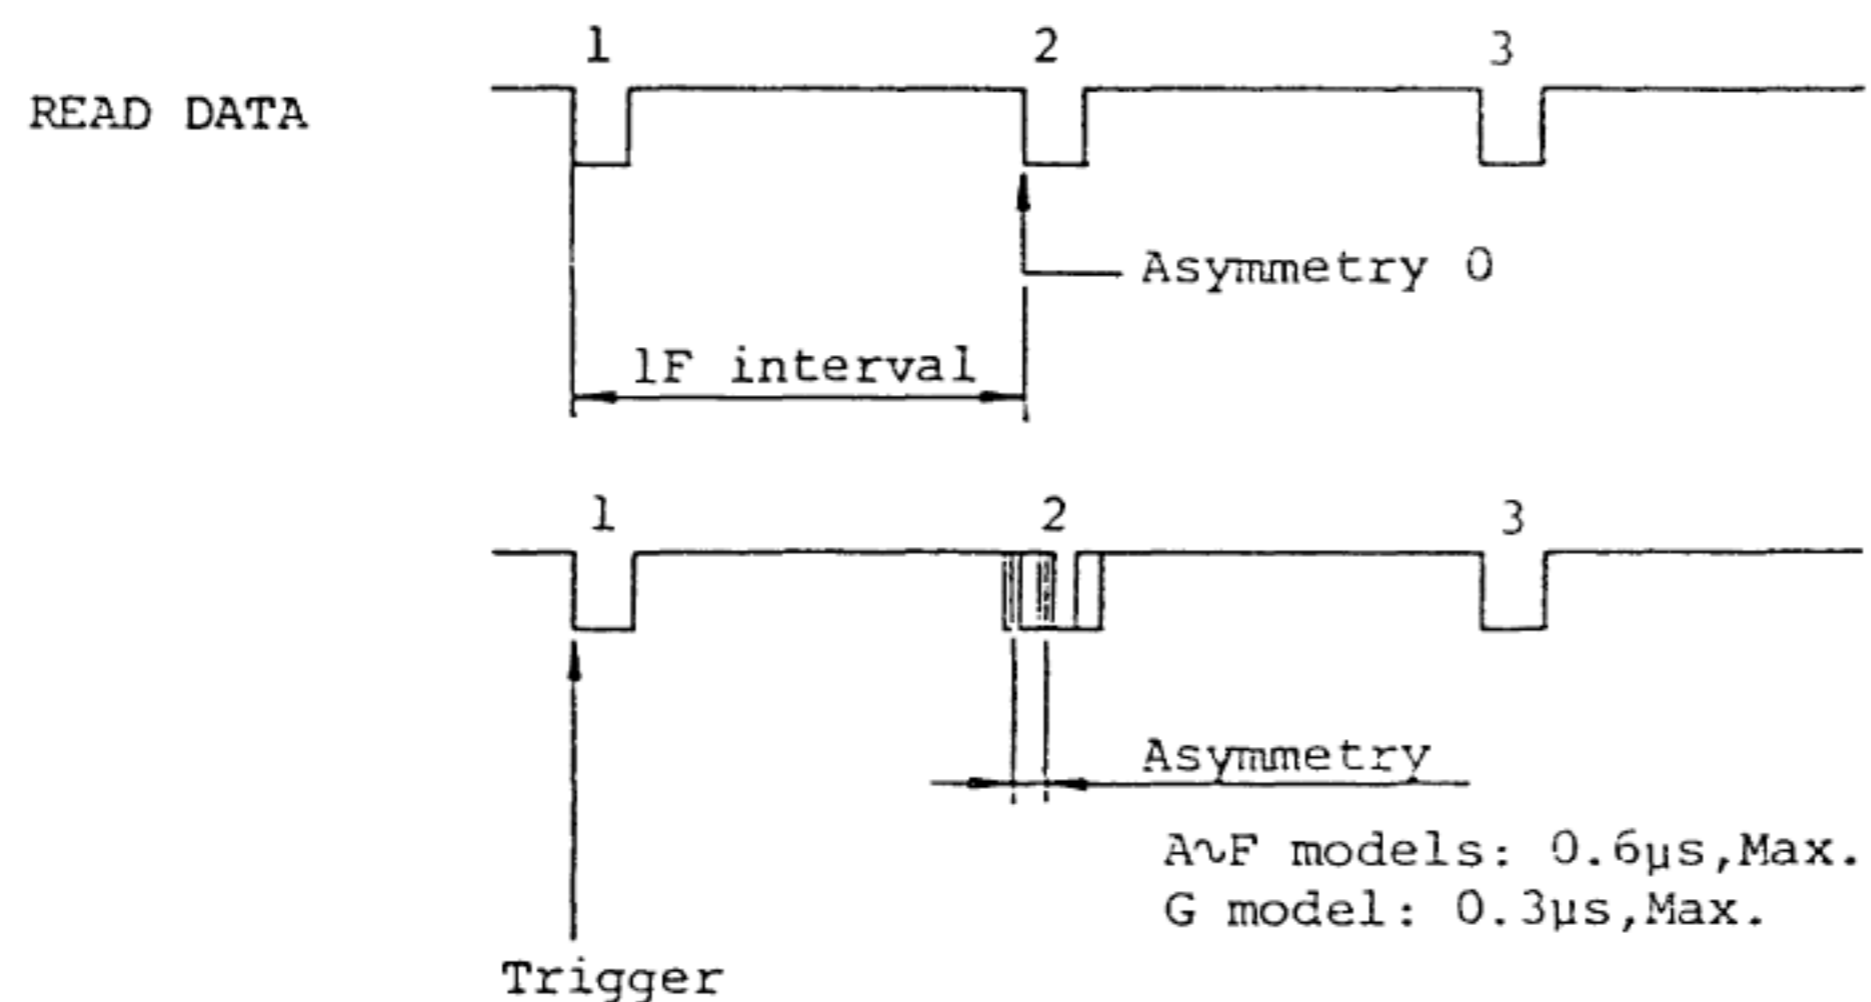 1 2 3
READ DATA
Asymmetry 0
1F interval
1 2 3
Asymmetry
A∿F models: 0.6µs,Max.
G model: 0.3µs,Max.
Trigger